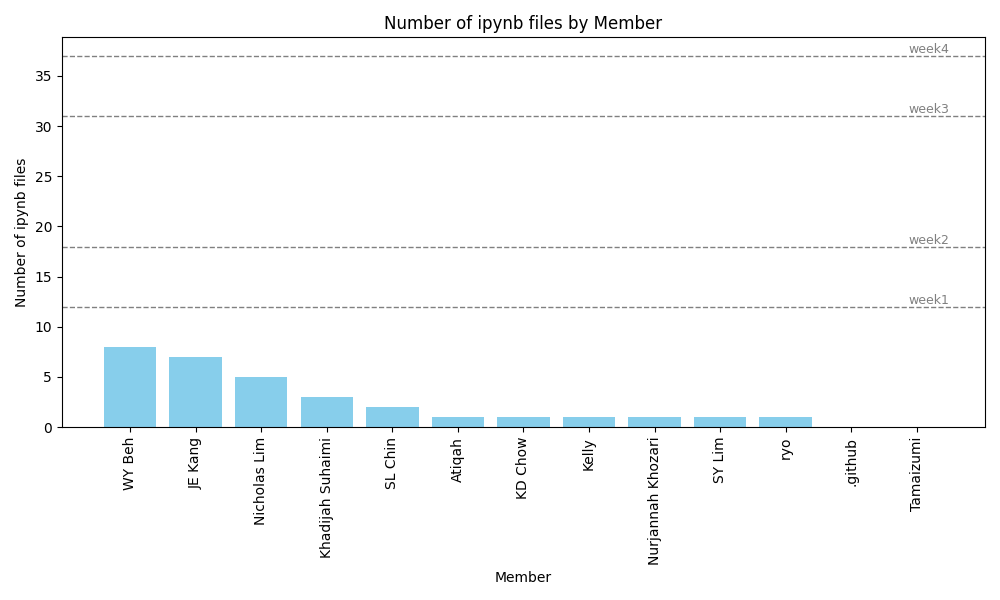 Number of ipynb files by Member
Number of ipynb files
35
30
25
20
15
10
5
0
week4
week3
week2
week1
WY Beh
JE Kang
Nicholas Lim
Khadijah Suhaimi
SL Chin
Atiqah
KD Chow
Kelly
Nurjannah Khozari
SY Lim
ryo
.github
Tamaizumi
Member